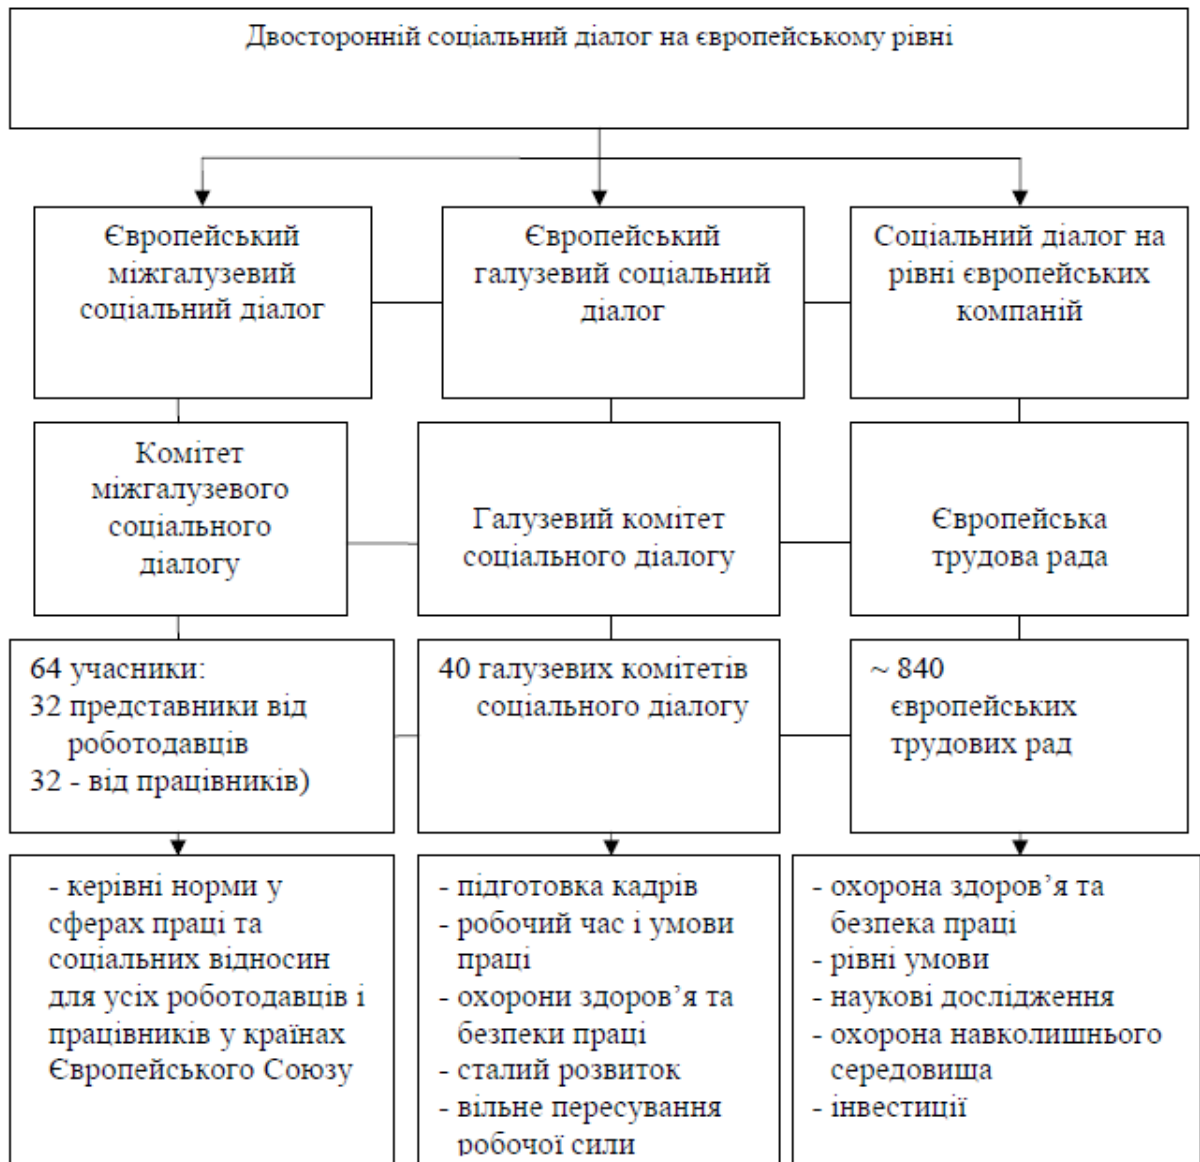 Двосторонній соціальний діалог на європейському рівні
Європейський
міжгалузевий
соціальний діалог
Європейський
галузевий соціальний
діалог
Соціальний діалог на
рівні європейських
компаній
Комітет
міжгалузевого
соціального
діалогу
Галузевий комітет
соціального діалогу
Європейська
трудова рада
64 учасники:
32 представники від
роботодавців
32 - від працівників)
40 галузевих комітетів
соціального діалогу
~ 840
європейських
трудових рад
- керівні норми у
сферах праці та
соціальних відносин
для усіх роботодавців і
працівників у країнах
Європейського Союзу
- підготовка кадрів
- робочий час і умови
праці
- охорони здоров’я та
безпеки праці
- сталий розвиток
- вільне пересування
робочої сили
- охорона здоров’я та
безпека праці
- рівні умови
- наукові дослідження
- охорона навколишнього
середовища
- інвестиції